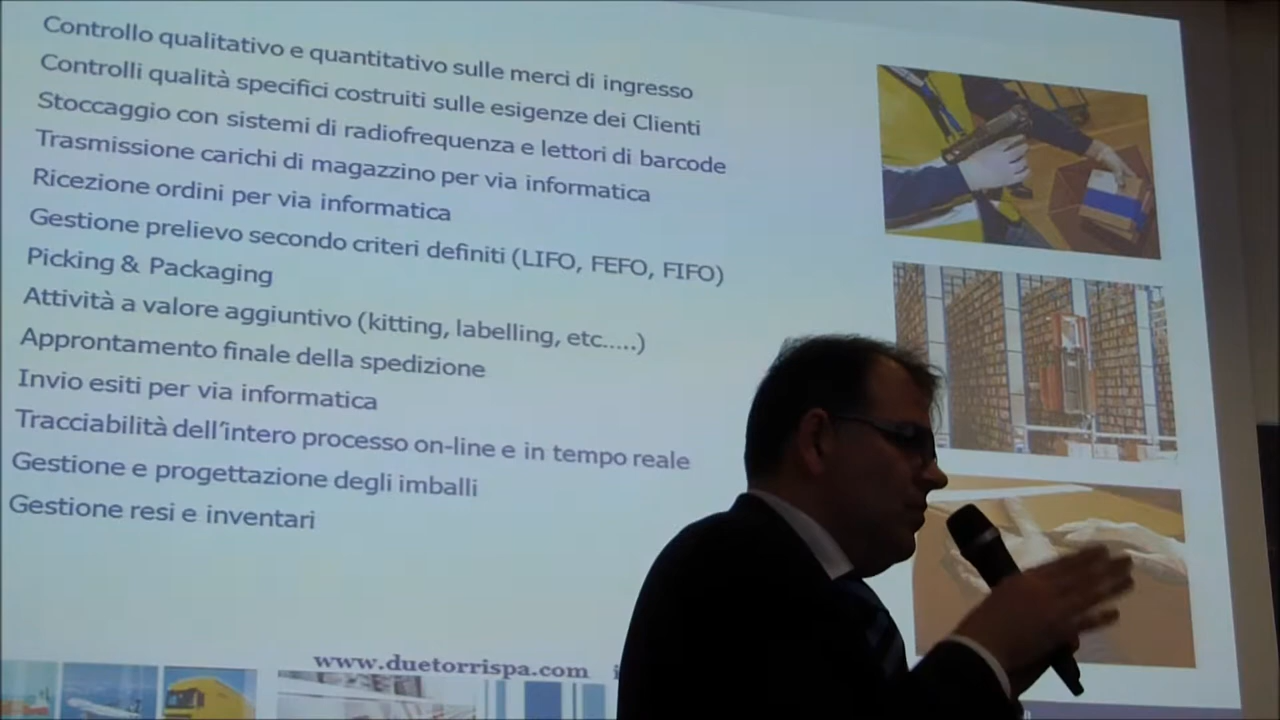 Controllo qualitativo e quantitativo sulle merci di ingresso
Controlli qualità specifici costruiti sulle esigenze dei Clienti
Stoccaggio con sistemi di radiofrequenza e lettori di barcode
Trasmissione carichi di magazzino per via informatica
Ricezione ordini per via informatica
Gestione prelievo secondo criteri definiti (LIFO, FEFO, FIFO)
Picking & Packaging
Attività a valore aggiuntivo (kitting, labelling, etc.....)
Approntamento finale della spedizione
Invio esiti per via informatica
Tracciabilità dell'intero processo on-line e in tempo reale
Gestione e progettazione degli imballi
Gestione resi e inventari
www.duetorrispa.com